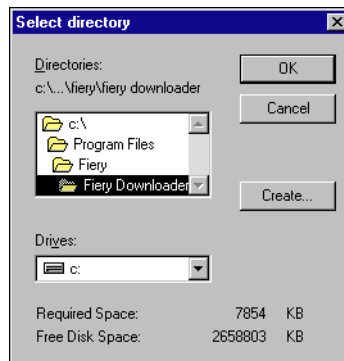 Select directory
Directories:
c:\...\fiery\fiery downloader
OK
Cancel
c:\
Program Files
Fiery
Fiery Downloader
Create...
Drives:
c:
Required Space: 7854 KB
Free Disk Space: 2658803 KB